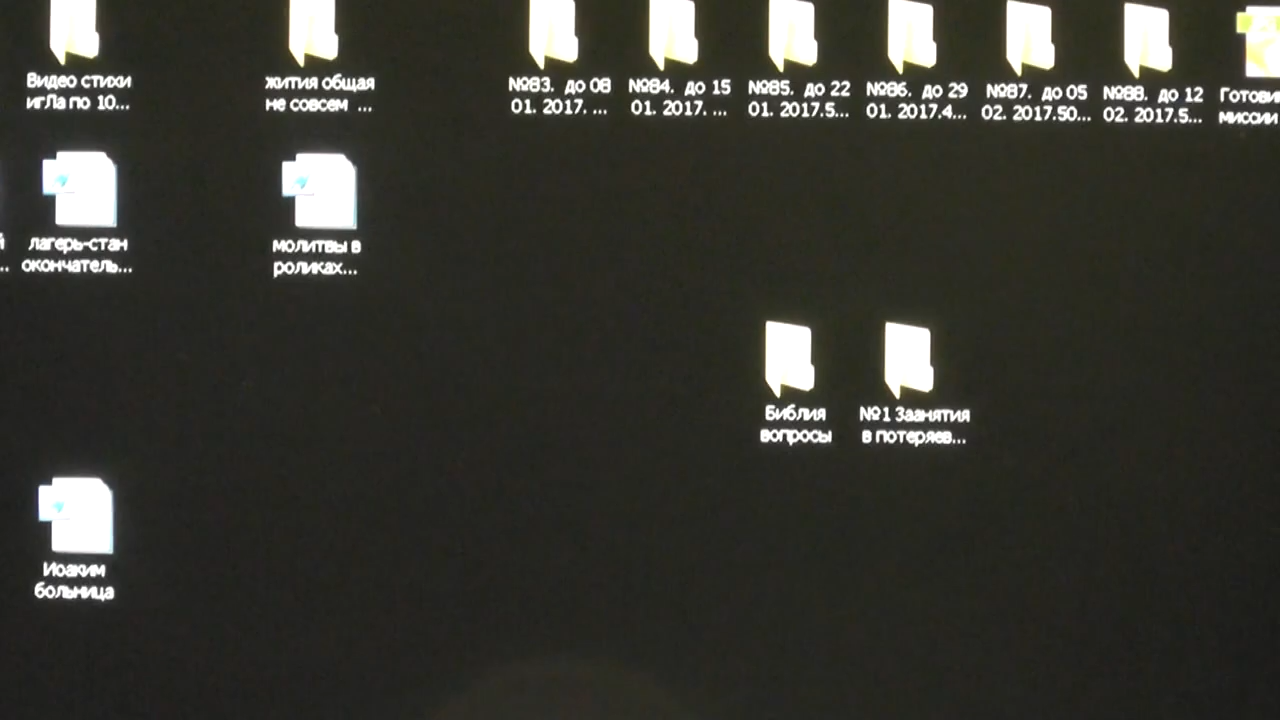 Видео стихи
игЛа по 10...
жития общая
не совсем ...
№83. до 08
01. 2017. ...
№84. до 15
01. 2017. ...
№85. до 22
01. 2017.5...
№86. до 29
01. 2017.4...
№87. до 05
02. 2017.50...
№88. до 12
02. 2017.5...
Готови
миссии
й
...
лагерь-стан
окончатель...
молитвы в
роликах...
Библия
вопросы
№1 Заанятия
в потеряев...
Иоаким
больница